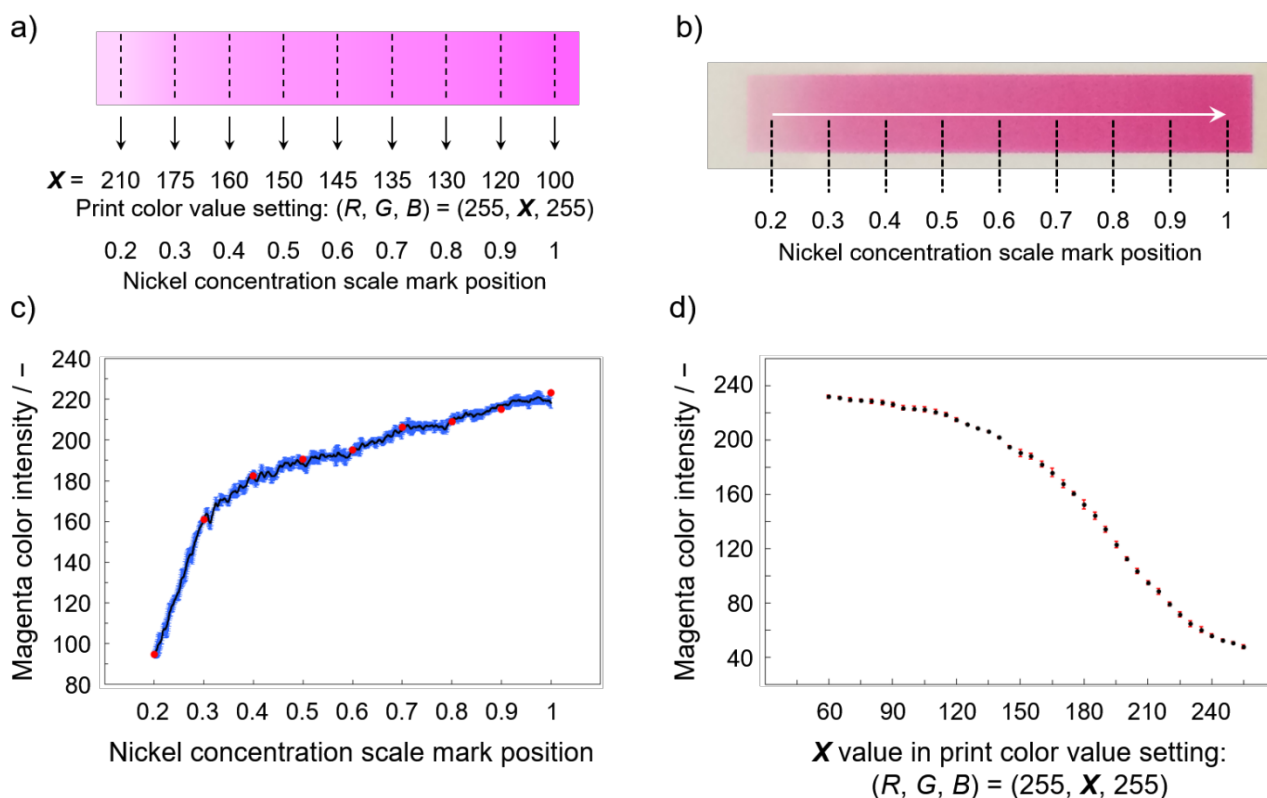 a)
X = 210 175 160 150 145 135 130 120 100
Print color value setting: (R, G, B) = (255, X, 255)
0.2 0.3 0.4 0.5 0.6 0.7 0.8 0.9 1
Nickel concentration scale mark position
b)
0.2 0.3 0.4 0.5 0.6 0.7 0.8 0.9 1
Nickel concentration scale mark position
c)
Magenta color intensity / –
240
220
200
180
160
140
120
100
80
0.2 0.3 0.4 0.5 0.6 0.7 0.8 0.9 1
Nickel concentration scale mark position
d)
Magenta color intensity / –
240
200
160
120
80
40
60 90 120 150 180 210 240
X value in print color value setting:
(R, G, B) = (255, X, 255)